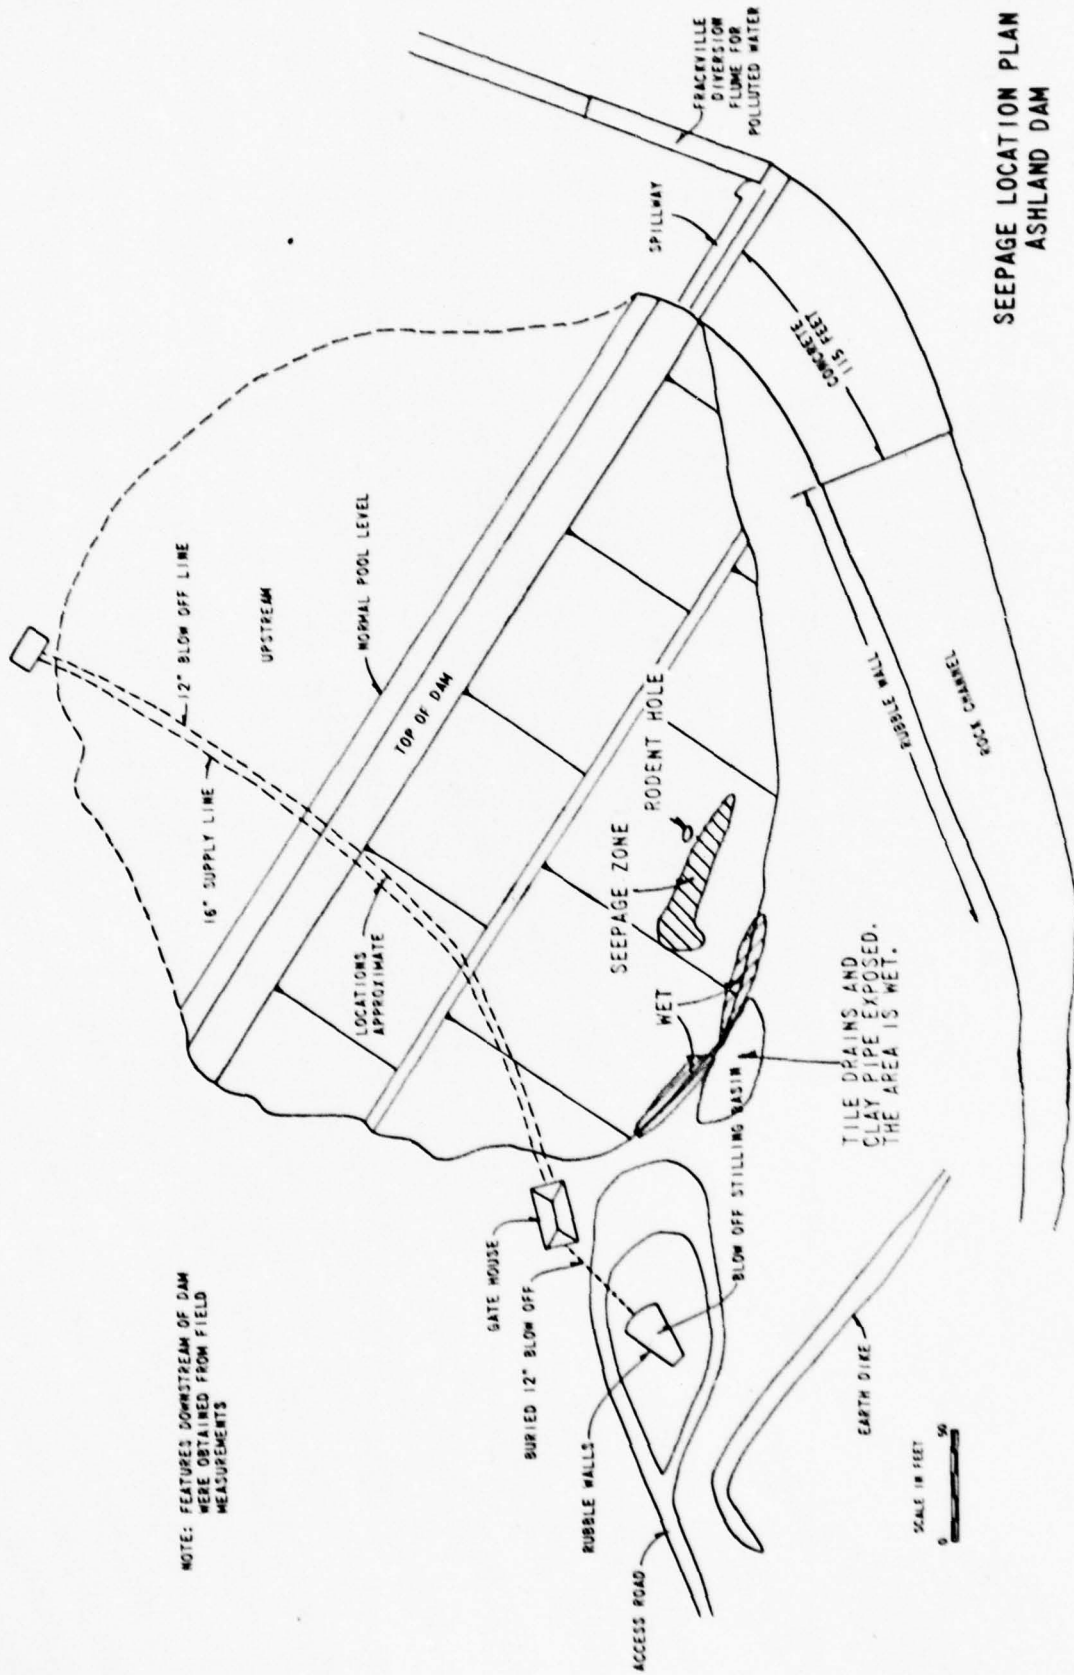 NOTE: FEATURES DOWNSTREAM OF DAM
WERE OBTAINED FROM FIELD
MEASUREMENTS
16" SUPPLY LINE
12" BLOW OFF LINE
UPSTREAM
NORMAL POOL LEVEL
TOP OF DAM
LOCATIONS
APPROXIMATE
GATE HOUSE
BURIED 12" BLOW OFF
RUBBLE WALLS
ACCESS ROAD
BLOW OFF STILLING BASIN
EARTH DIKE
WET
SEEPAGE ZONE
RODENT HOLE
TILE DRAINS AND
CLAY PIPE EXPOSED.
THE AREA IS WET.
SPILLWAY
FRACKVILLE
DIVERSION
FLUME FOR
POLLUTED WATER
CONCRETE
115 FEET
RUBBLE WALL
ROCK CHANNEL
SCALE IN FEET
0 50
SEEPAGE LOCATION PLAN
ASHLAND DAM